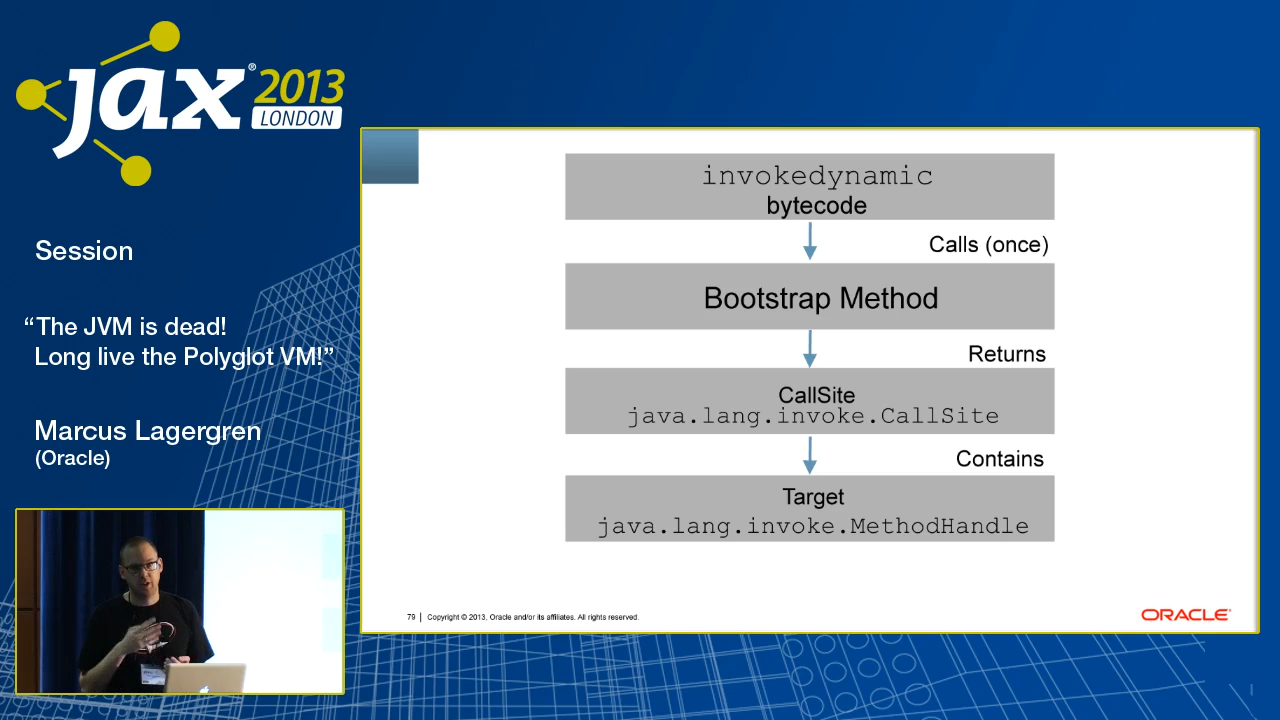 jax® 2013
LONDON
Session
“The JVM is dead!
Long live the Polyglot VM!”
Marcus Lagergren
(Oracle)
invokedynamic
bytecode
Calls (once)
Bootstrap Method
Returns
CallSite
java.lang.invoke.CallSite
Contains
Target
java.lang.invoke.MethodHandle
79 | Copyright © 2013, Oracle and/or its affiliates. All rights reserved.
ORACLE®